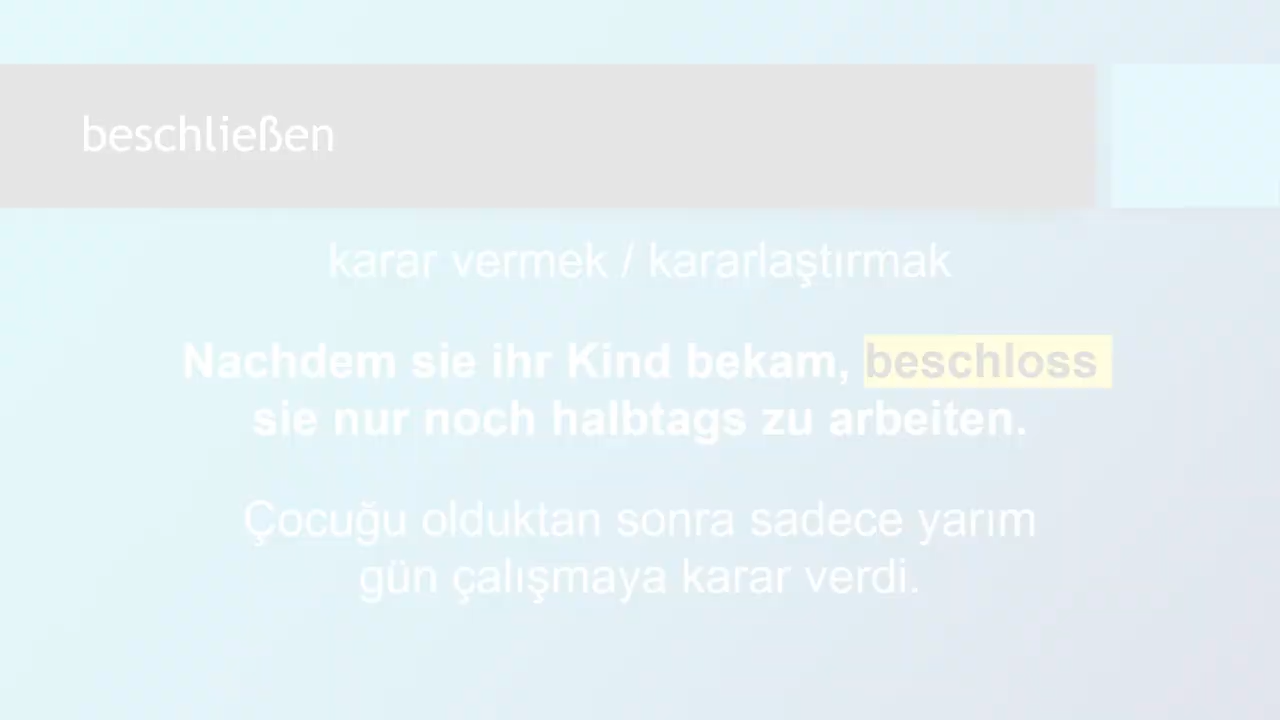 beschließen
karar vermek / kararlaştırmak
Nachdem sie ihr Kind bekam, beschloss
sie nur noch halbtags zu arbeiten.
Çocuğu olduktan sonra sadece yarım
gün çalışmaya karar verdi.